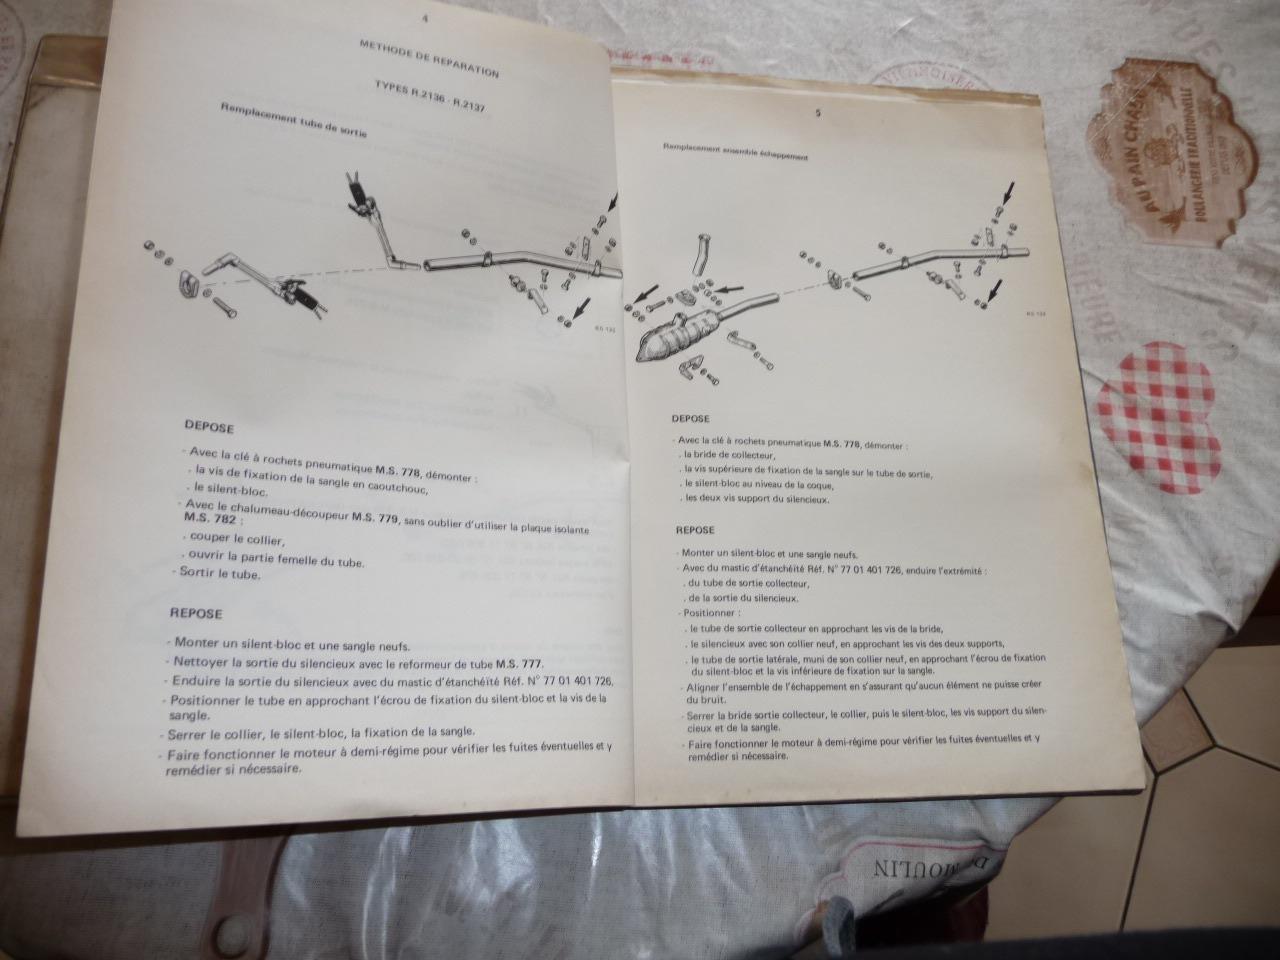 4
METHODE DE REPARATION
TYPES R.2136 - R.2137
Remplacement tube de sortie
DEPOSE
- Avec la clé à rochets pneumatique M.S. 778, démonter :
. la vis de fixation de la sangle en caoutchouc,
. le silent-bloc.
- Avec le chalumeau-découpeur M.S. 779, sans oublier d'utiliser la plaque isolante
M.S. 782 :
. couper le collier,
. ouvrir la partie femelle du tube.
- Sortir le tube.
REPOSE
- Monter un silent-bloc et une sangle neufs.
- Nettoyer la sortie du silencieux avec le reformeur de tube M.S. 777.
- Enduire la sortie du silencieux avec du mastic d'étanchéïté Réf. N° 77 01 401 726.
- Positionner le tube en approchant l'écrou de fixation du silent-bloc et la vis de la
sangle.
- Serrer le collier, le silent-bloc, la fixation de la sangle.
- Faire fonctionner le moteur à demi-régime pour vérifier les fuites éventuelles et y
remédier si nécessaire.
5
Remplacement ensemble échappement
DEPOSE
- Avec la clé à rochets pneumatique M.S. 778, démonter :
. la bride de collecteur,
. la vis supérieure de fixation de la sangle sur le tube de sortie,
. le silent-bloc au niveau de la coque,
. les deux vis support du silencieux.
REPOSE
- Monter un silent-bloc et une sangle neufs.
- Avec du mastic d'étanchéïté Réf. N° 77 01 401 726, enduire l'extrémité :
. du tube de sortie collecteur,
. de la sortie du silencieux.
- Positionner :
. le tube de sortie collecteur en approchant les vis de la bride,
. le silencieux avec son collier neuf, en approchant les vis des deux supports,
. le tube de sortie latérale, muni de son collier neuf, en approchant l'écrou de fixation
du silent-bloc et la vis inférieure de fixation sur la sangle.
- Aligner l'ensemble de l'échappement en s'assurant qu'aucun élément ne puisse créer
du bruit.
- Serrer la bride sortie collecteur, le collier, puis le silent-bloc, les vis support du silen-
cieux et de la sangle.
- Faire fonctionner le moteur à demi-régime pour vérifier les fuites éventuelles et y
remédier si nécessaire.
AU PAIN
BOULANGERIE TRADITIONNELLE
MOULIN